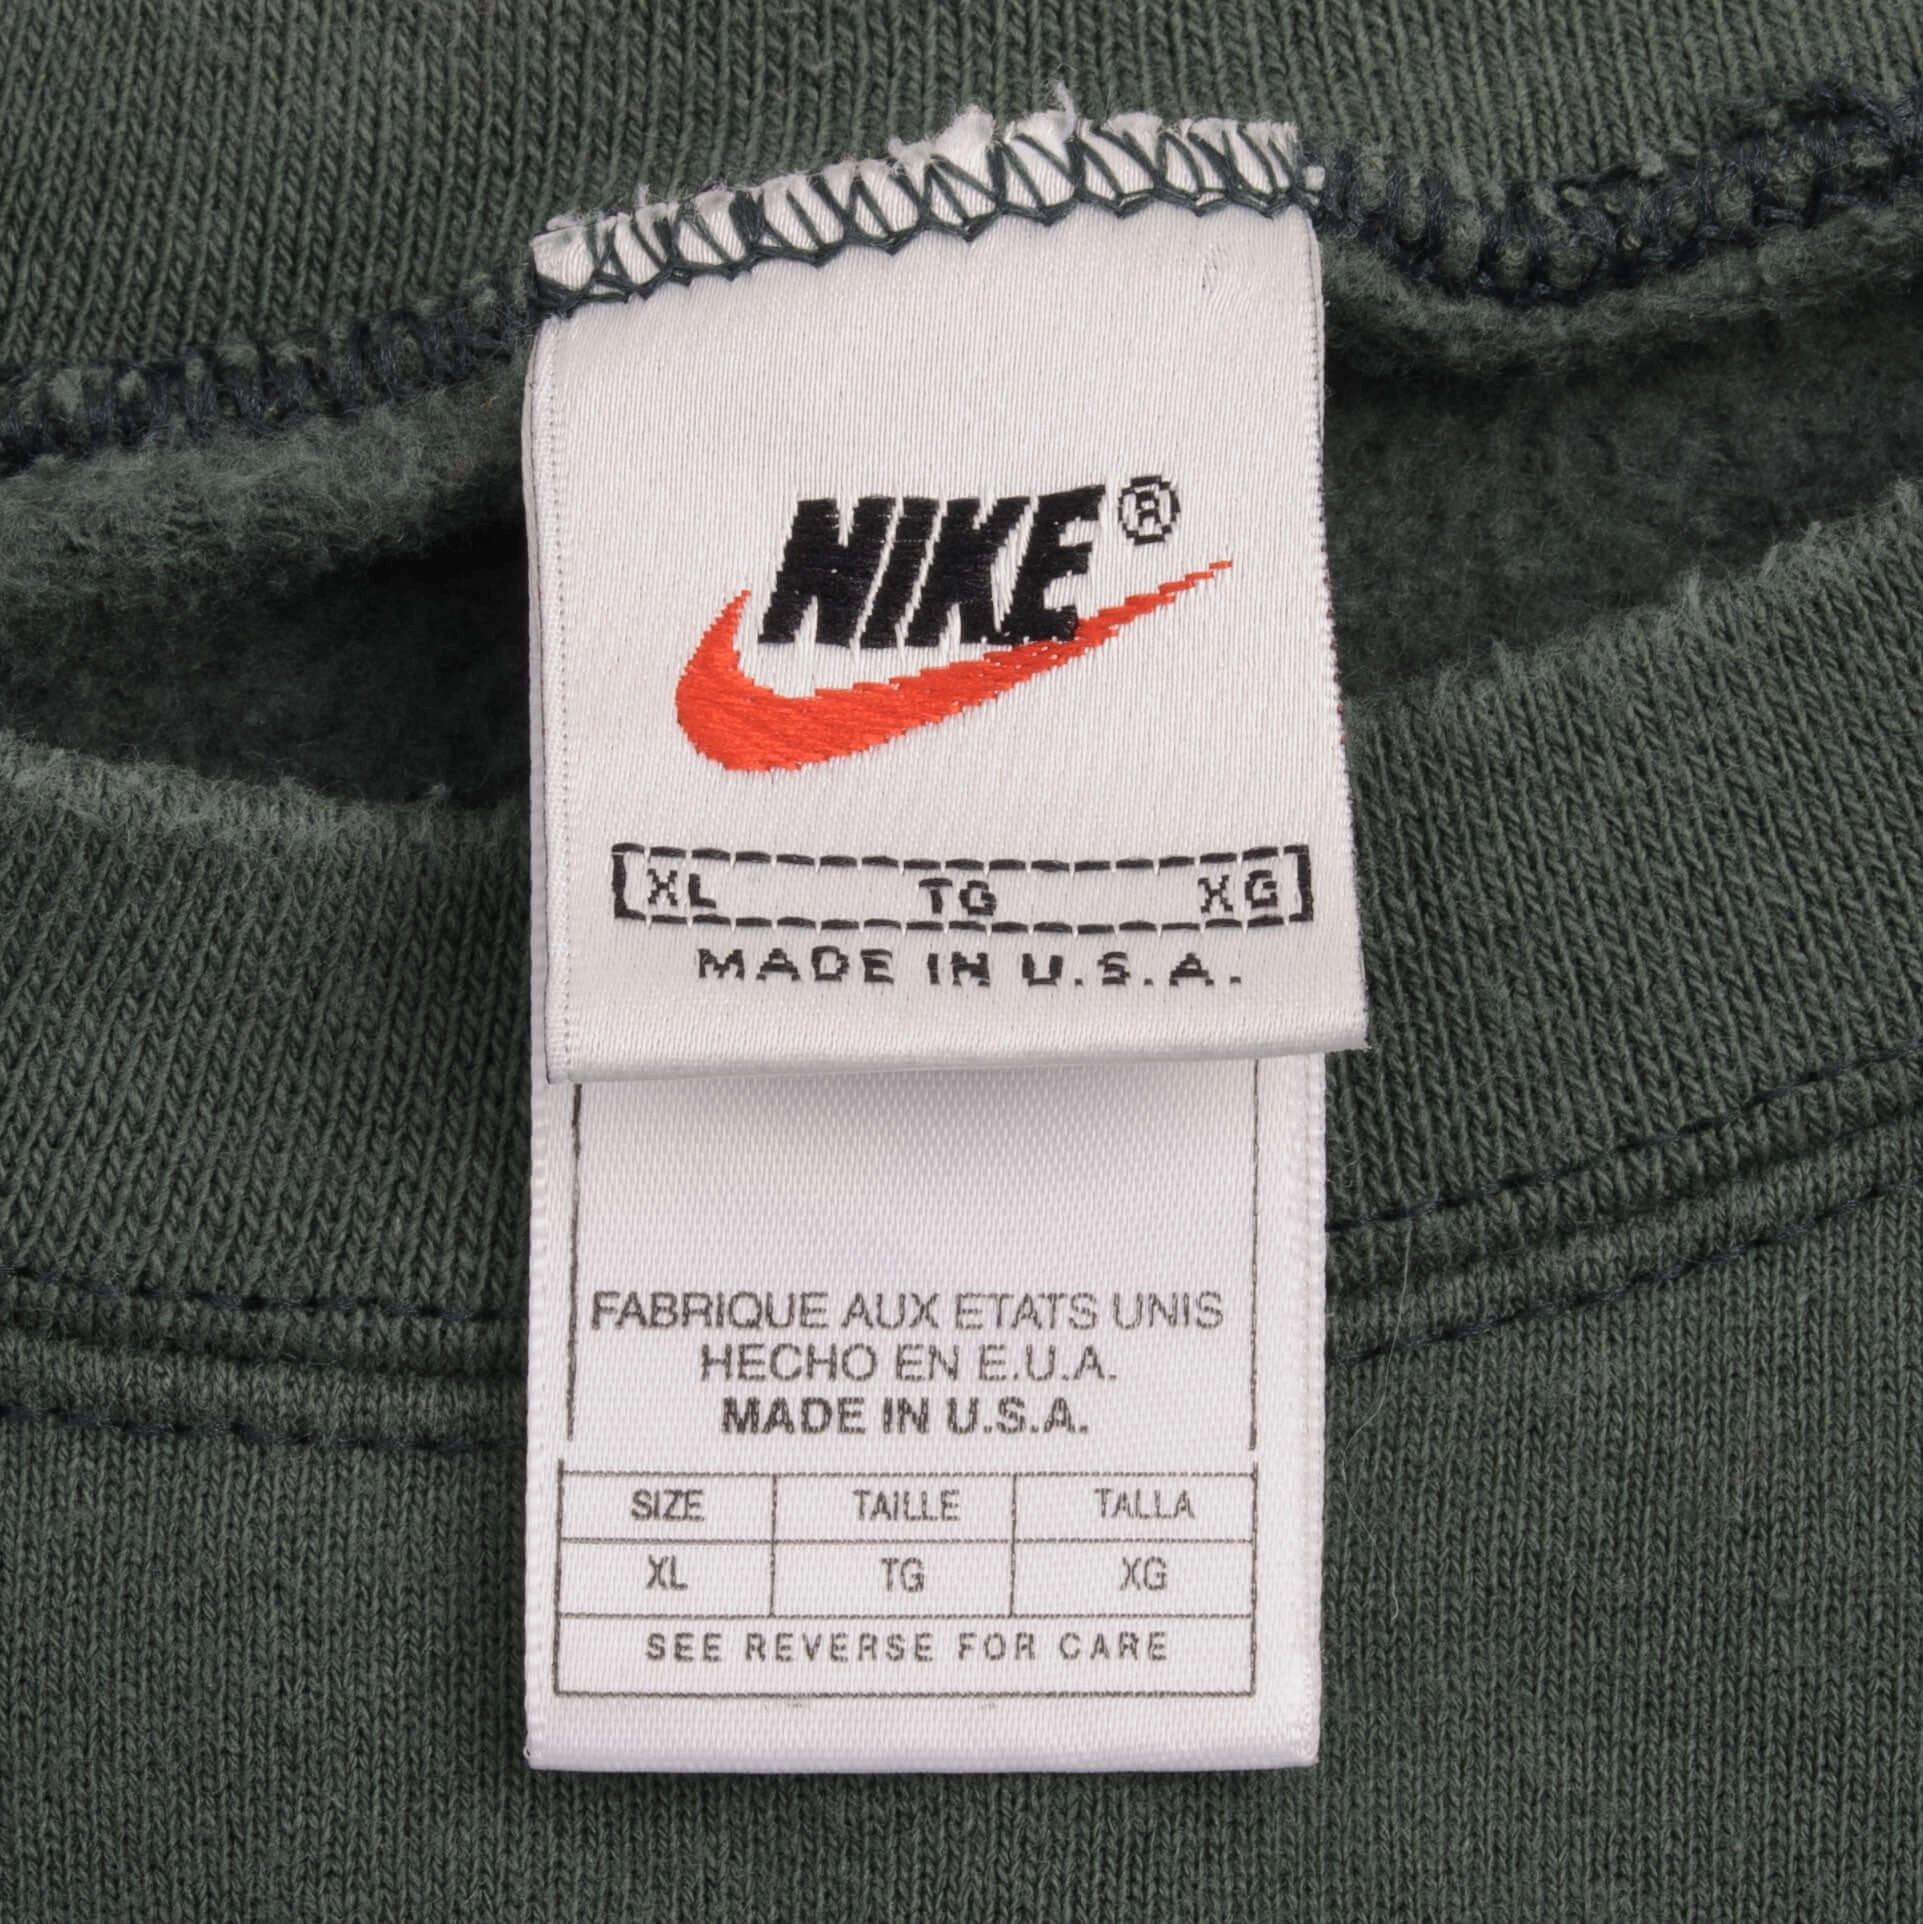 NIKE®
XL TG XG
MADE IN U.S.A.
FABRIQUE AUX ETATS UNIS
HECHO EN E.U.A.
MADE IN U.S.A.
SIZE TAILLE TALLA
XL TG XG
SEE REVERSE FOR CARE